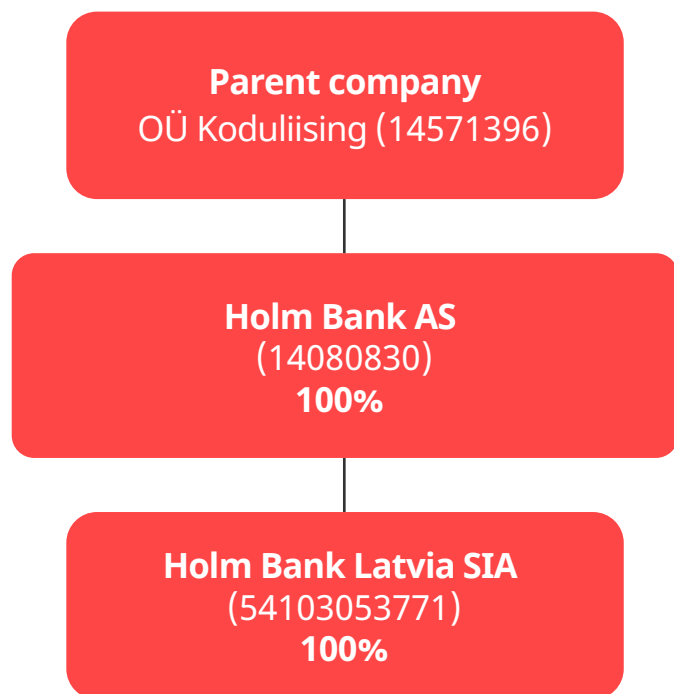 Parent company
OÜ Koduliising (14571396)
Holm Bank AS
(14080830)
100%
Holm Bank Latvia SIA
(54103053771)
100%